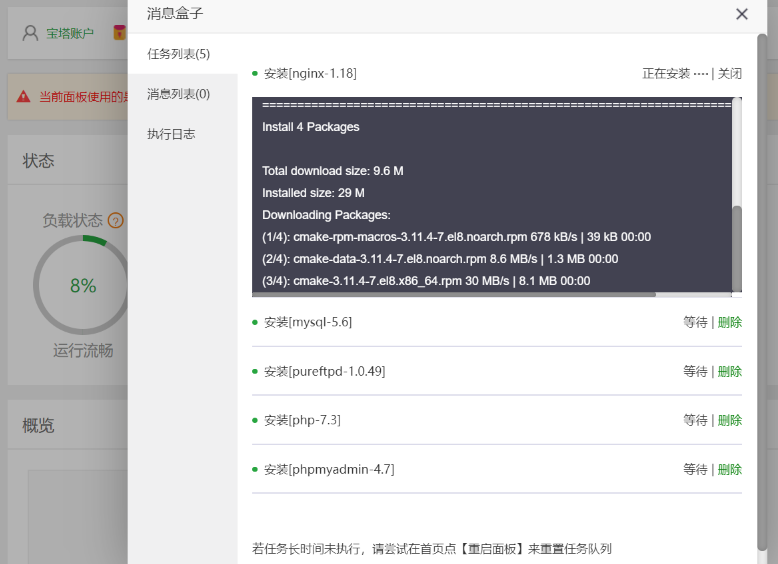 消息盒子
宝塔账户
任务列表(5)
消息列表(0)
执行日志
当前面板使用的是
状态
负载状态 ?
8%
运行流畅
概览
安装[nginx-1.18] 正在安装 ···· | 关闭
===================================================================
Install 4 Packages
Total download size: 9.6 M
Installed size: 29 M
Downloading Packages:
(1/4): cmake-rpm-macros-3.11.4-7.el8.noarch.rpm 678 kB/s | 39 kB 00:00
(2/4): cmake-data-3.11.4-7.el8.noarch.rpm 8.6 MB/s | 1.3 MB 00:00
(3/4): cmake-3.11.4-7.el8.x86_64.rpm 30 MB/s | 8.1 MB 00:00
安装[mysql-5.6] 等待 | 删除
安装[pureftpd-1.0.49] 等待 | 删除
安装[php-7.3] 等待 | 删除
安装[phpmyadmin-4.7] 等待 | 删除
若任务长时间未执行，请尝试在首页点【重启面板】来重置任务队列